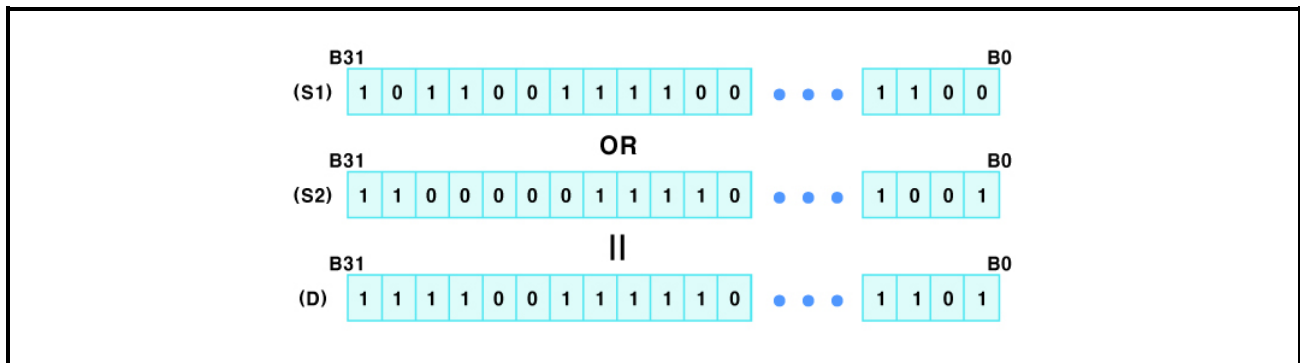 B31 B0
(S1) 1 0 1 1 0 0 1 1 1 1 0 0 ● ● ● 1 1 0 0
OR
B31 B0
(S2) 1 1 0 0 0 0 0 1 1 1 1 0 ● ● ● 1 0 0 1
||
B31 B0
(D) 1 1 1 1 0 0 1 1 1 1 1 0 ● ● ● 1 1 0 1